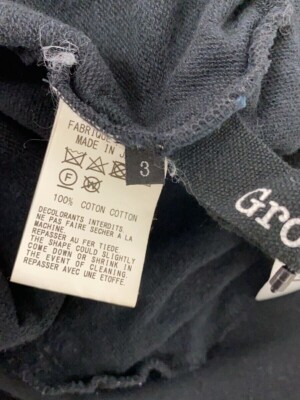 FABRIQUE
MADE IN J
3
F
100% COTON COTTON
DECOLORANTS INTERDITS.
NE PAS FAIRE SECHER A LA
MACHINE.
REPASSER AU FER TIEDE
THE SHAPE COULD SLIGHTLY
COME DOWN OR SHRINK IN
THE EVENT OF CLEANING.
REPASSER AVEC UNE ETOFFE.
Gro